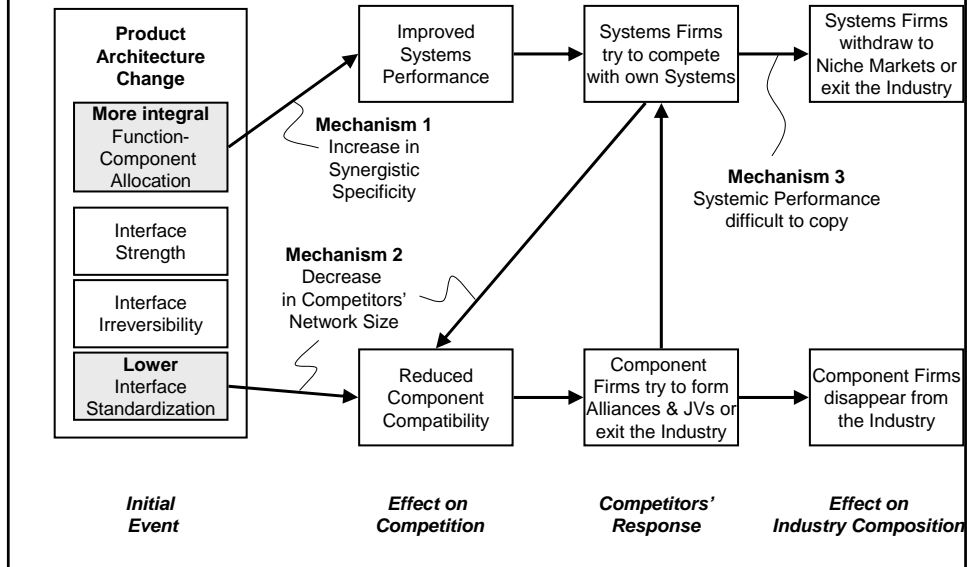 Product
Architecture
Change
More integral
Function-
Component
Allocation
Interface
Strength
Interface
Irreversibility
Lower
Interface
Standardization
Improved
Systems
Performance
Systems Firms
try to compete
with own Systems
Systems Firms
withdraw to
Niche Markets or
exit the Industry
Mechanism 1
Increase in
Synergistic
Specificity
Mechanism 3
Systemic Performance
difficult to copy
Mechanism 2
Decrease
in Competitors’
Network Size
Reduced
Component
Compatibility
Component
Firms try to form
Alliances & JVs or
exit the Industry
Component Firms
disappear from
the Industry
Initial
Event
Effect on
Competition
Competitors’
Response
Effect on
Industry Composition